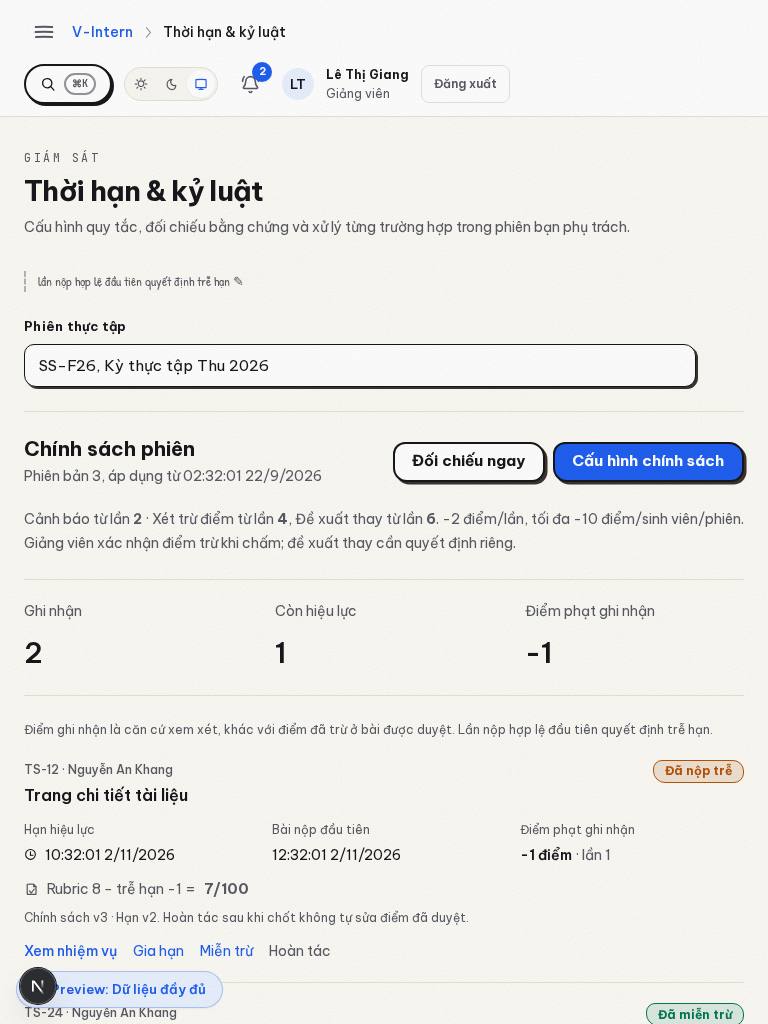 V-Intern > Thời hạn & kỷ luật
⌘K
2
LT
Lê Thị Giang
Giảng viên
Đăng xuất
GIÁM SÁT
Thời hạn & kỷ luật
Cấu hình quy tắc, đối chiếu bằng chứng và xử lý từng trường hợp trong phiên bạn phụ trách.
lần nộp hợp lệ đầu tiên quyết định trễ hạn ✎
Phiên thực tập
SS-F26, Kỳ thực tập Thu 2026
Chính sách phiên
Phiên bản 3, áp dụng từ 02:32:01 22/9/2026
Đối chiếu ngay
Cấu hình chính sách
Cảnh báo từ lần 2 · Xét trừ điểm từ lần 4, Đề xuất thay từ lần 6. -2 điểm/lần, tối đa -10 điểm/sinh viên/phiên.
Giảng viên xác nhận điểm trừ khi chấm; đề xuất thay cần quyết định riêng.
Ghi nhận
2
Còn hiệu lực
1
Điểm phạt ghi nhận
-1
Điểm ghi nhận là căn cứ xem xét, khác với điểm đã trừ ở bài được duyệt. Lần nộp hợp lệ đầu tiên quyết định trễ hạn.
TS-12 · Nguyễn An Khang
Đã nộp trễ
Trang chi tiết tài liệu
Hạn hiệu lực
10:32:01 2/11/2026
Bài nộp đầu tiên
12:32:01 2/11/2026
Điểm phạt ghi nhận
-1 điểm · lần 1
Rubric 8 - trễ hạn -1 = 7/100
Chính sách v3 · Hạn v2. Hoàn tác sau khi chốt không tự sửa điểm đã duyệt.
Xem nhiệm vụ Gia hạn Miễn trừ Hoàn tác
N
Preview: Dữ liệu đầy đủ
TS-24 · Nguyễn An Khang
Đã miễn trừ